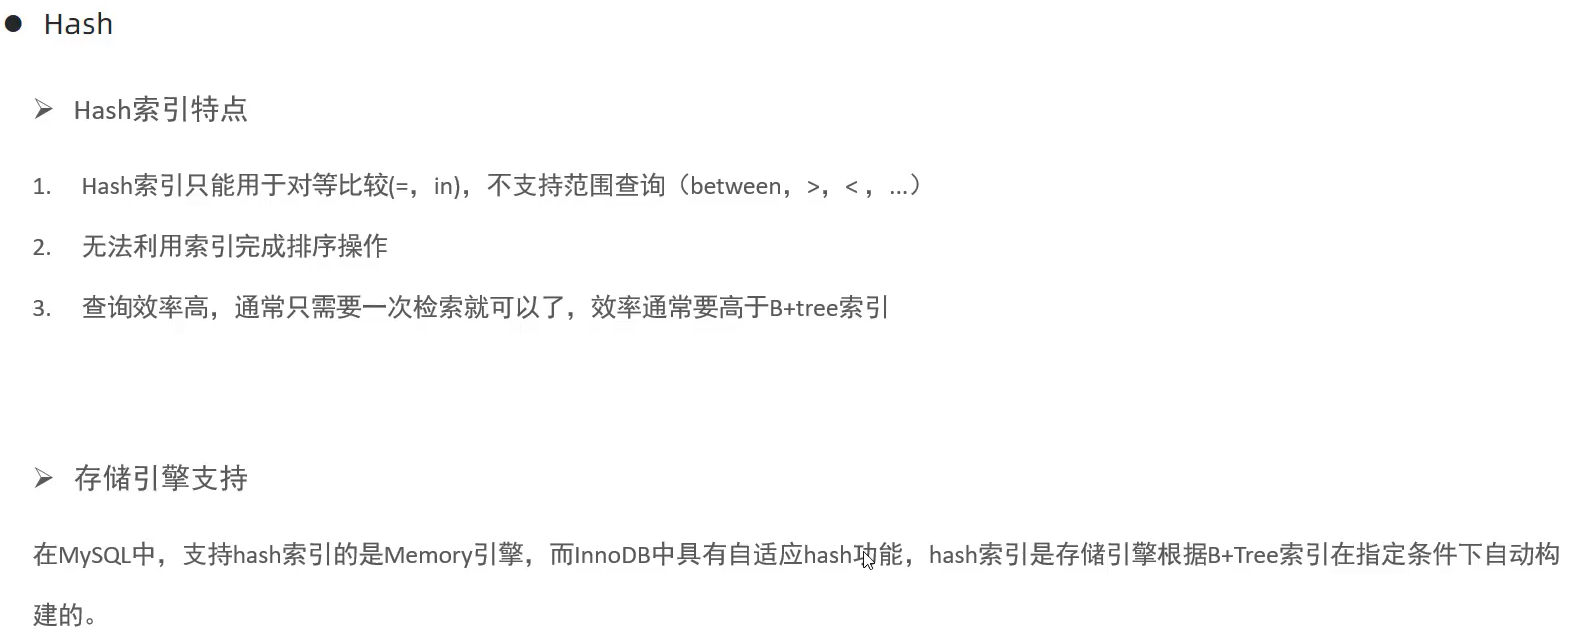 ● Hash
➢ Hash索引特点
1. Hash索引只能用于对等比较(=，in)，不支持范围查询（between，>，< ，...）
2. 无法利用索引完成排序操作
3. 查询效率高，通常只需要一次检索就可以了，效率通常要高于B+tree索引
➢ 存储引擎支持
在MySQL中，支持hash索引的是Memory引擎，而InnoDB中具有自适应hash功能，hash索引是存储引擎根据B+Tree索引在指定条件下自动构
建的。